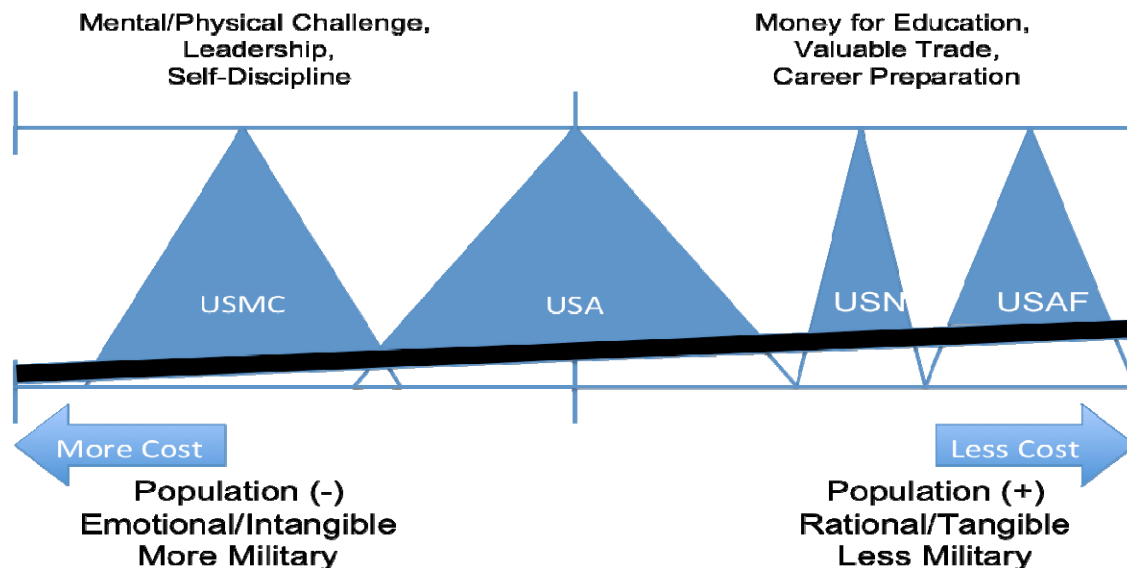 Mental/Physical Challenge,
Leadership,
Self-Discipline
Money for Education,
Valuable Trade,
Career Preparation
USMC
USA
USN
USAF
More Cost
Less Cost
Population (-)
Emotional/Intangible
More Military
Population (+)
Rational/Tangible
Less Military